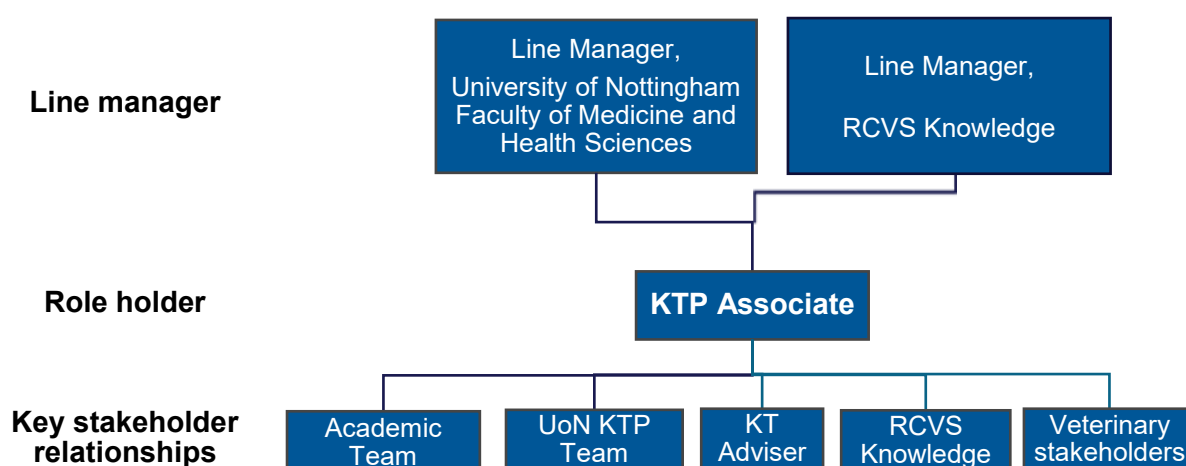 Line manager
Line Manager,
University of Nottingham
Faculty of Medicine and
Health Sciences
Line Manager,
RCVS Knowledge
Role holder
KTP Associate
Key stakeholder
relationships
Academic
Team
UoN KTP
Team
KT
Adviser
RCVS
Knowledge
Veterinary
stakeholders